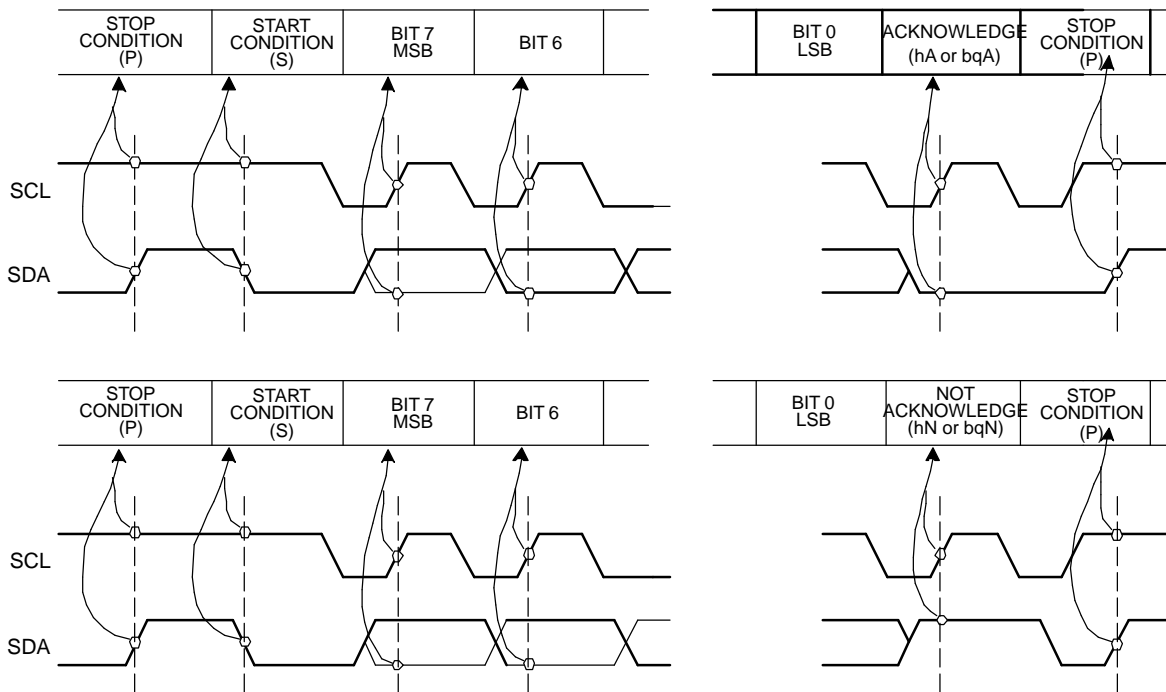 STOP
CONDITION
(P)
START
CONDITION
(S)
BIT 7
MSB
BIT 6
BIT 0
LSB
ACKNOWLEDGE
(hA or bqA)
STOP
CONDITION
(P)
SCL
SDA
STOP
CONDITION
(P)
START
CONDITION
(S)
BIT 7
MSB
BIT 6
BIT 0
LSB
NOT
ACKNOWLEDGE
(hN or bqN)
STOP
CONDITION
(P)
SCL
SDA